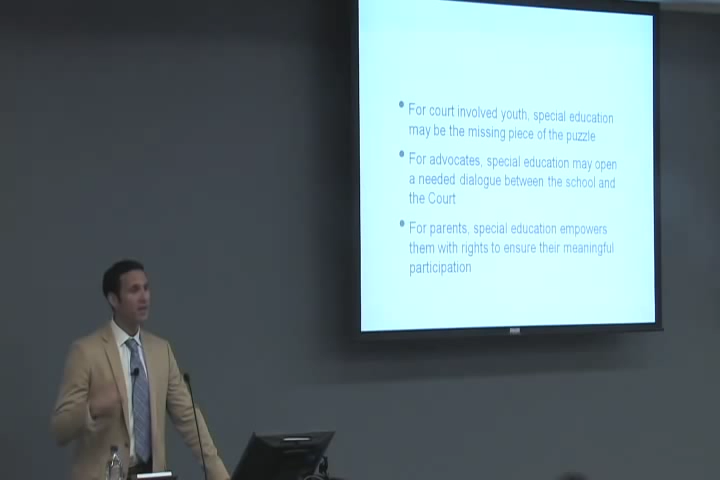 • For court involved youth, special education
may be the missing piece of the puzzle
• For advocates, special education may open
a needed dialogue between the school and
the Court
• For parents, special education empowers
them with rights to ensure their meaningful
participation